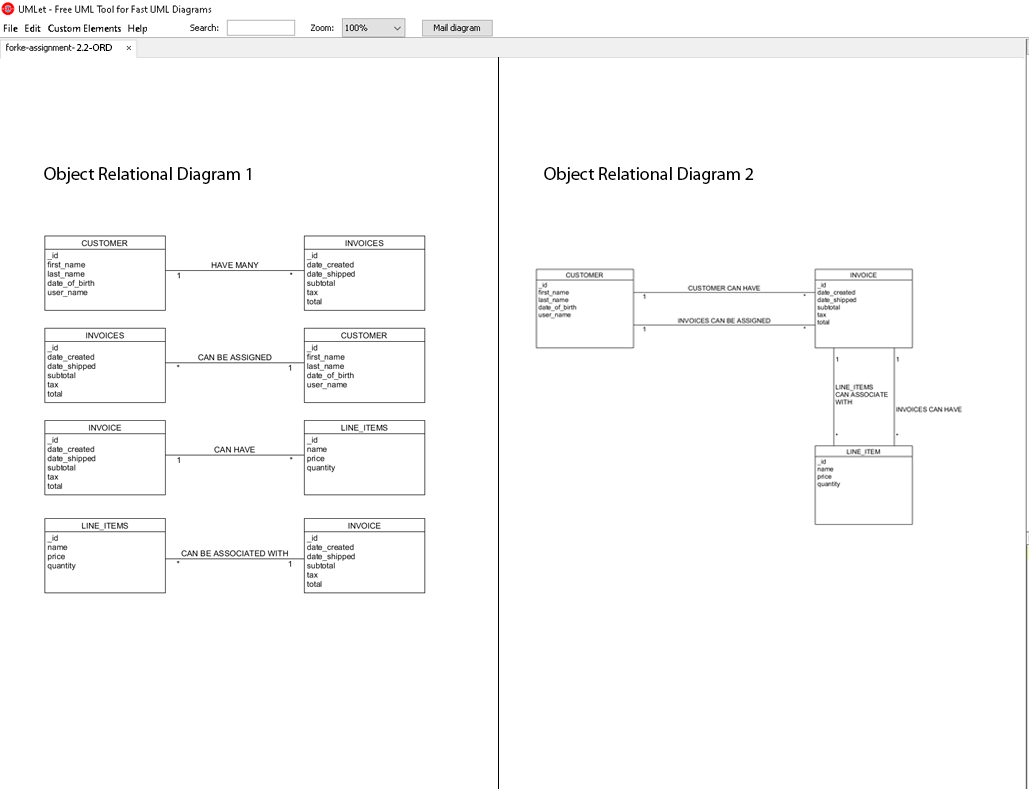 UMLet - Free UML Tool for Fast UML Diagrams
File Edit Custom Elements Help Search: Zoom: 100% Mail diagram
forke-assignment-2.2-ORD ×
Object Relational Diagram 1
CUSTOMER
_id
first_name
last_name
date_of_birth
user_name
HAVE MANY
1 *
INVOICES
_id
date_created
date_shipped
subtotal
tax
total
INVOICES
_id
date_created
date_shipped
subtotal
tax
total
CAN BE ASSIGNED
* 1
CUSTOMER
_id
first_name
last_name
date_of_birth
user_name
INVOICE
_id
date_created
date_shipped
subtotal
tax
total
CAN HAVE
1 *
LINE_ITEMS
_id
name
price
quantity
LINE_ITEMS
_id
name
price
quantity
CAN BE ASSOCIATED WITH
* 1
INVOICE
_id
date_created
date_shipped
subtotal
tax
total
Object Relational Diagram 2
CUSTOMER
_id
first_name
last_name
date_of_birth
user_name
CUSTOMER CAN HAVE
1 *
INVOICES CAN BE ASSIGNED
1 *
INVOICE
_id
date_created
date_shipped
subtotal
tax
total
1 1
LINE_ITEMS
CAN ASSOCIATE
WITH
INVOICES CAN HAVE
* *
LINE_ITEM
_id
name
price
quantity